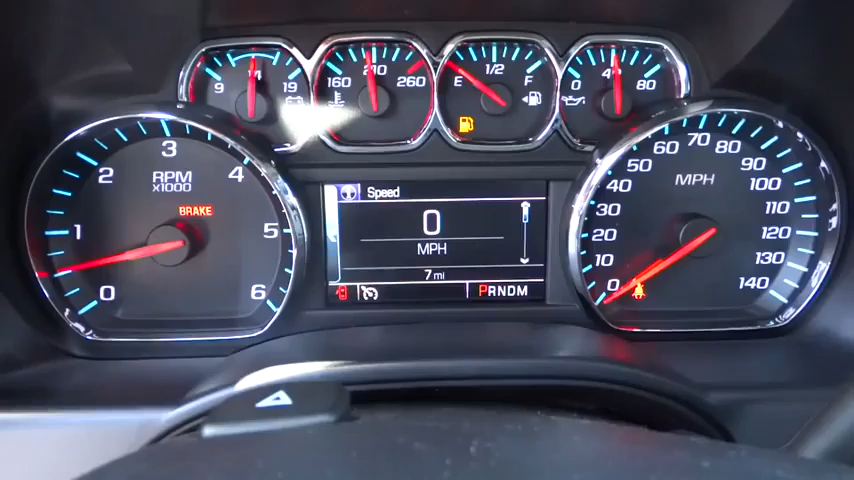 9 14 19
160 210 260
E 1/2 F
0 40 80
RPM
X1000
0 1 2 3 4 5 6
BRAKE
Speed
0
MPH
7 mi
PRNDM
MPH
0 10 20 30 40 50 60 70 80 90 100 110 120 130 140